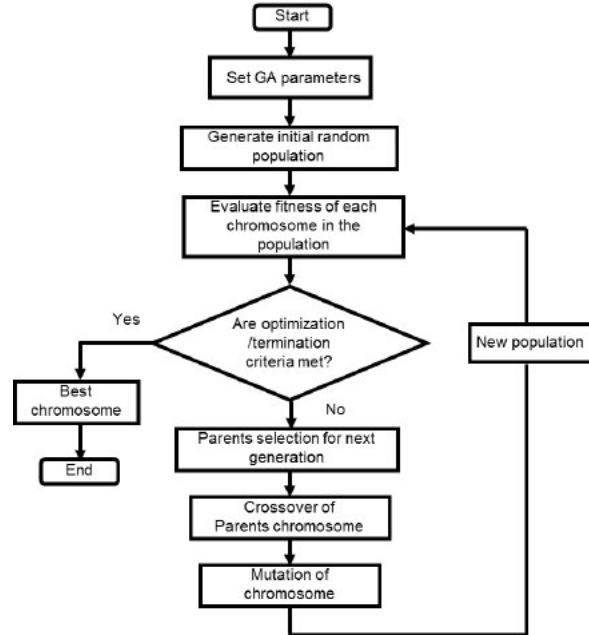 Start
Set GA parameters
Generate initial random
population
Evaluate fitness of each
chromosome in the
population
Yes
Are optimization
/termination
criteria met?
New population
Best
chromosome
No
End
Parents selection for next
generation
Crossover of
Parents chromosome
Mutation of
chromosome